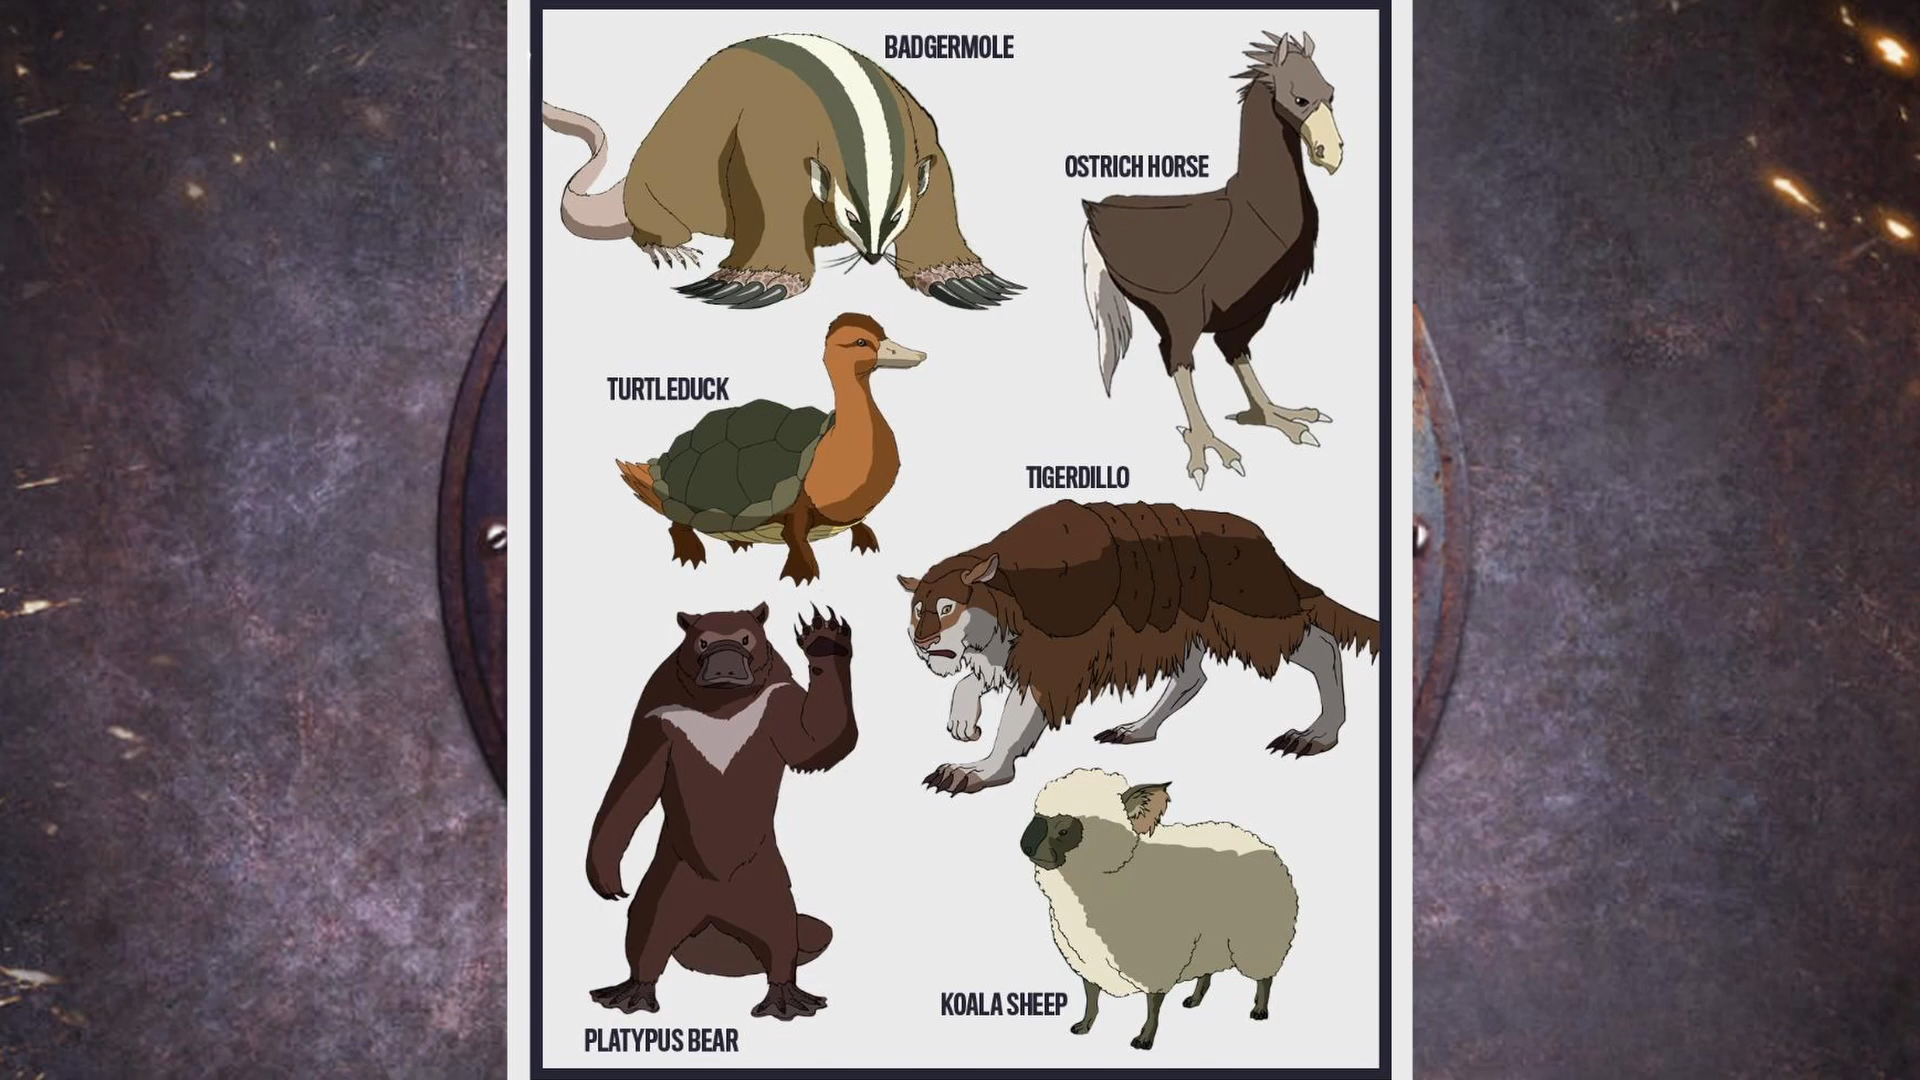 BADGERMOLE
OSTRICH HORSE
TURTLEDUCK
TIGERDILLO
KOALA SHEEP
PLATYPUS BEAR